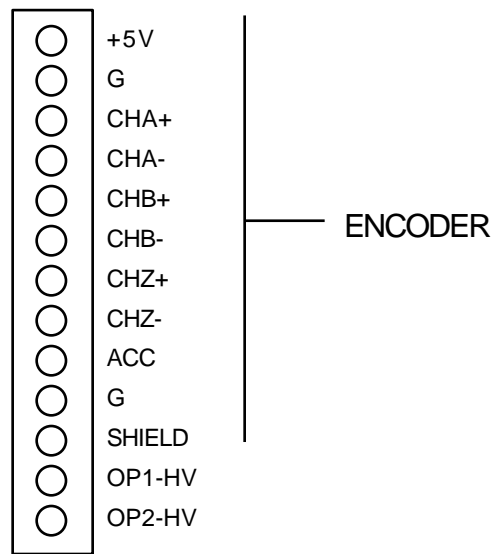 +5V
G
CHA+
CHA-
CHB+
CHB-
ENCODER
CHZ+
CHZ-
ACC
G
SHIELD
OP1-HV
OP2-HV